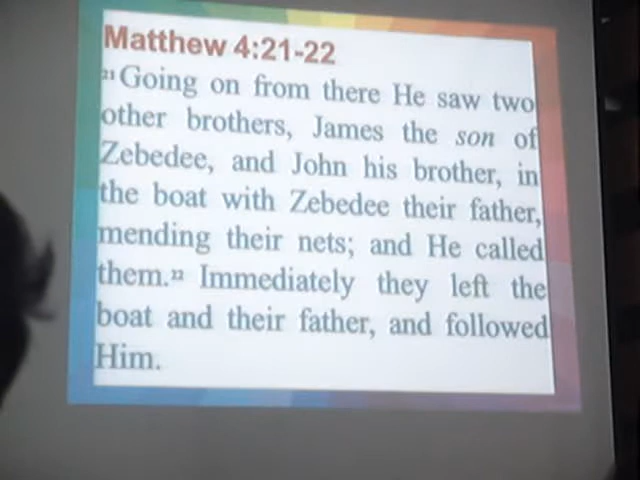 Matthew 4:21-22
²¹ Going on from there He saw two
other brothers, James the son of
Zebedee, and John his brother, in
the boat with Zebedee their father,
mending their nets; and He called
them.²² Immediately they left the
boat and their father, and followed
Him.